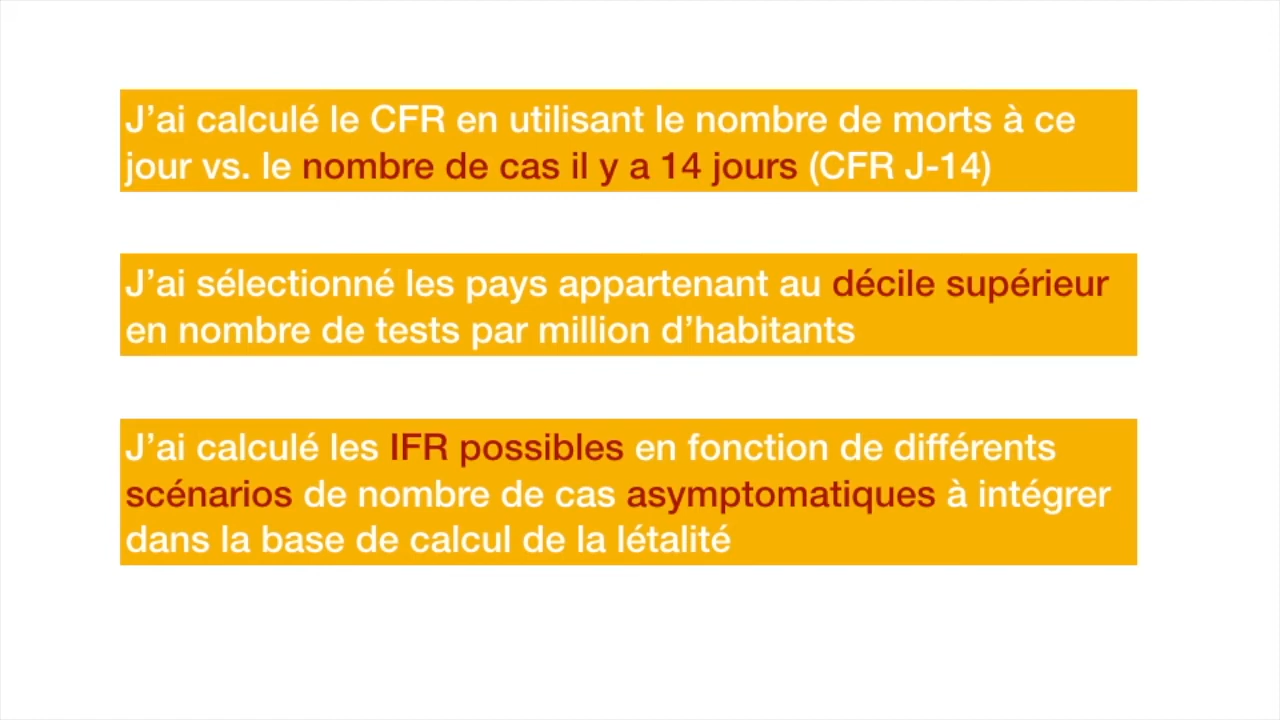 J’ai calculé le CFR en utilisant le nombre de morts à ce
jour vs. le nombre de cas il y a 14 jours (CFR J-14)
J’ai sélectionné les pays appartenant au décile supérieur
en nombre de tests par million d’habitants
J’ai calculé les IFR possibles en fonction de différents
scénarios de nombre de cas asymptomatiques à intégrer
dans la base de calcul de la létalité